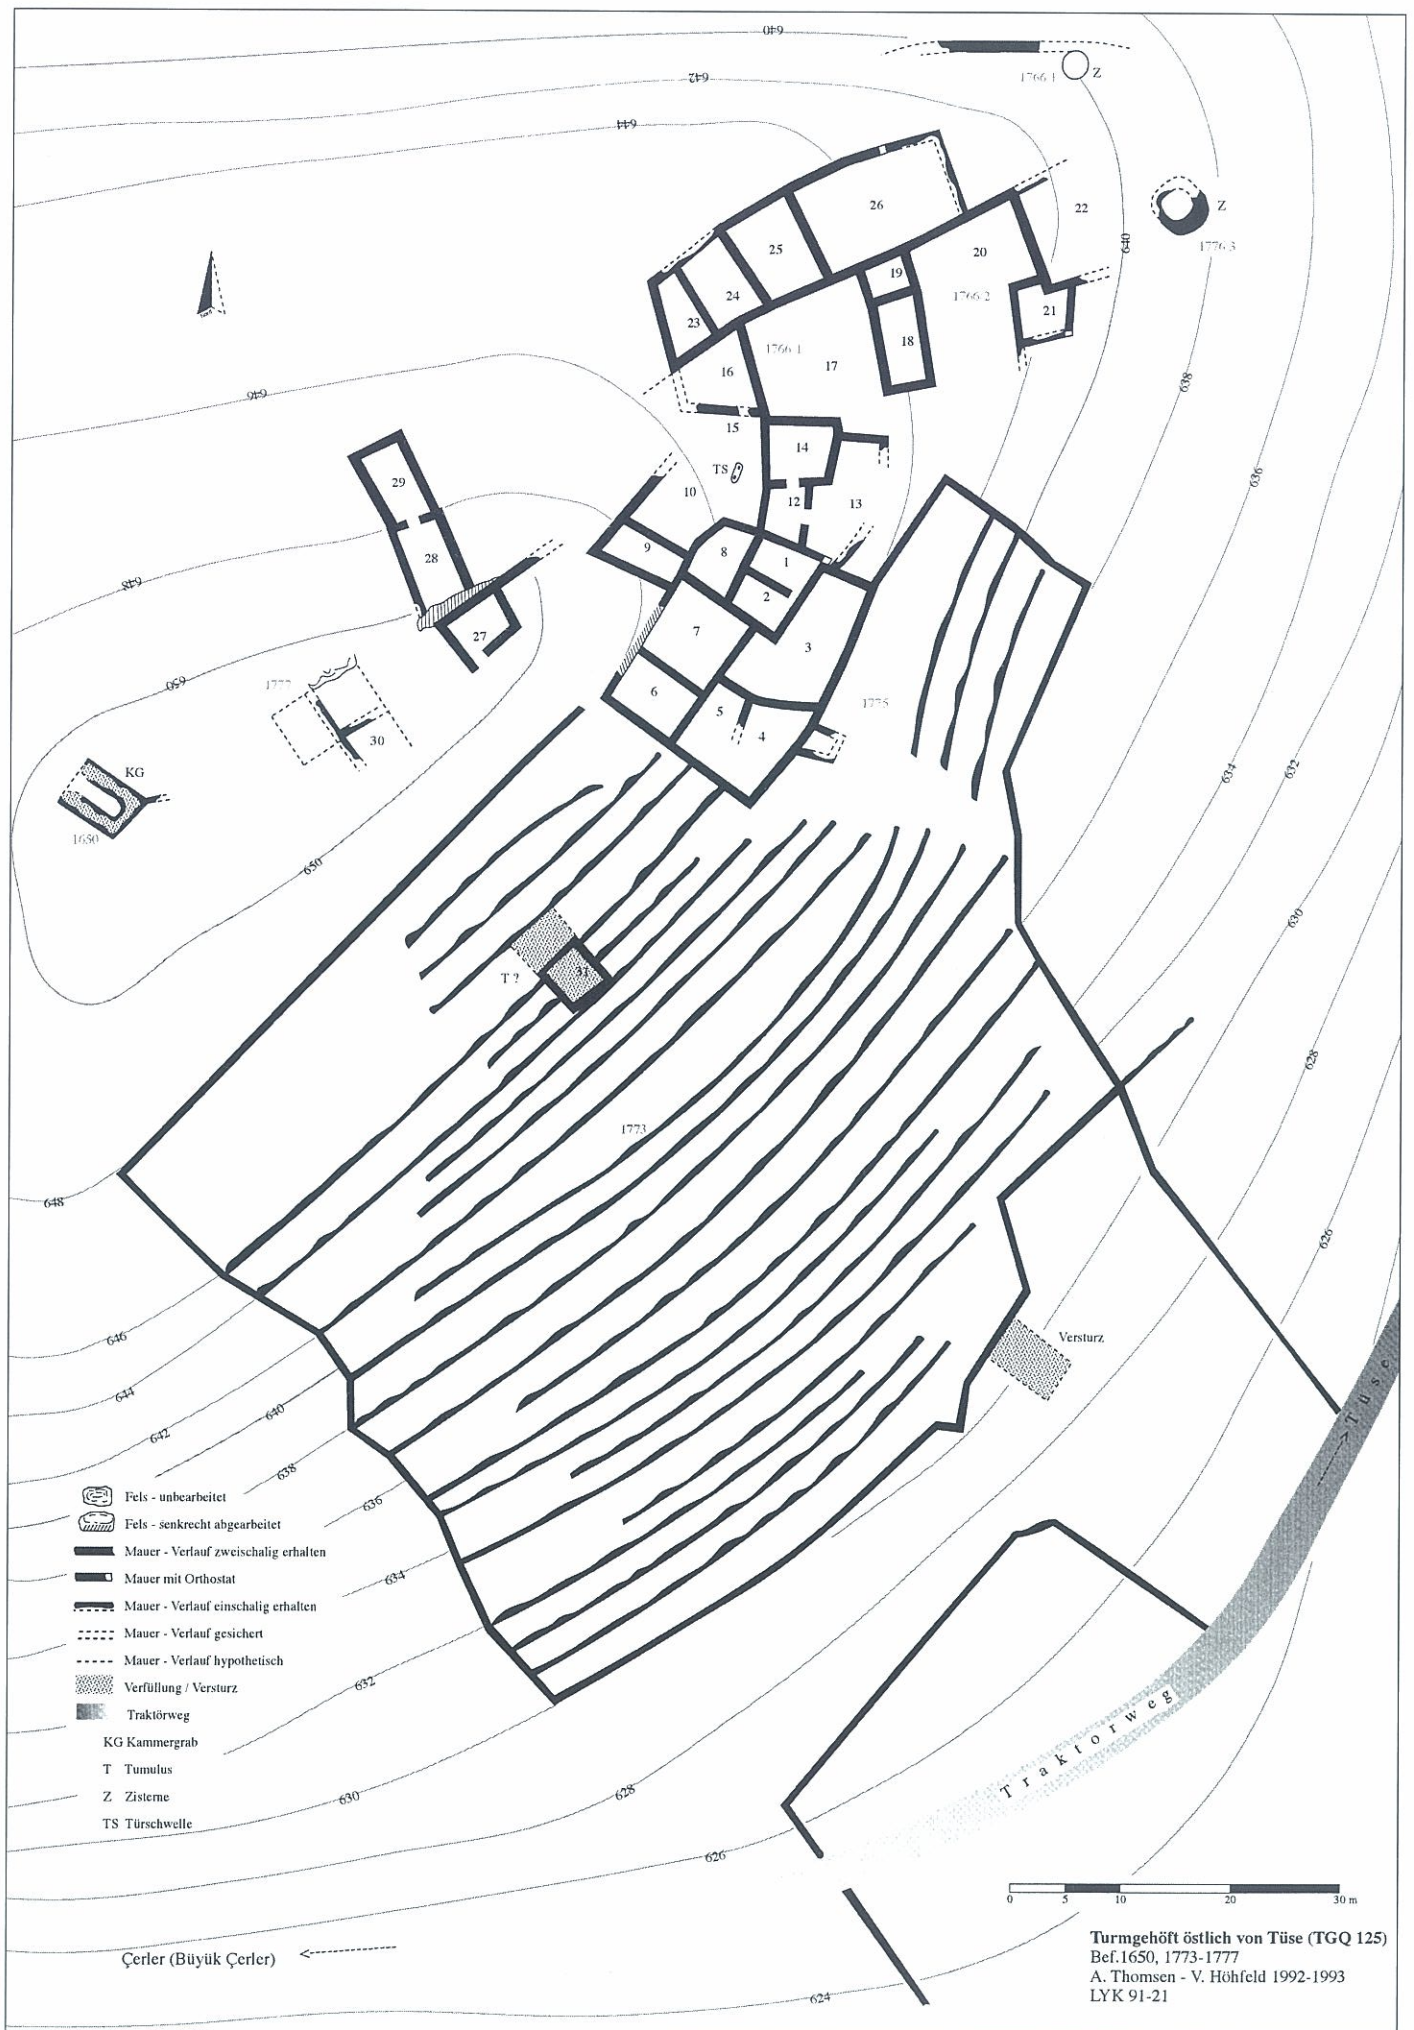 640
642
1766 1
Z
644
26
22
Z
1776 3
640
25
20
19
24
1766 2
21
23
1766 1
18
17
16
638
646
15
14
TS
29
10
12
13
636
9
8
1
28
648
2
27
7
3
650
1777
6
5
1775
4
30
KG
1650
634
632
650
630
31
T ?
628
1773
648
626
646
Versturz
644
640
642
638
636
634
632
630
628
626
624
Fels - unbearbeitet
Fels - senkrecht abgearbeitet
Mauer - Verlauf zweischalig erhalten
Mauer mit Orthostat
Mauer - Verlauf einschalig erhalten
Mauer - Verlauf gesichert
Mauer - Verlauf hypothetisch
Verfüllung / Versturz
Traktörweg
KG Kammergrab
T Tumulus
Z Zisterne
TS Türschwelle
Tüse
Traktorweg
0 5 10 20 30 m
Çerler (Büyük Çerler)
Turmgehöft östlich von Tüse (TGQ 125)
Bef.1650, 1773-1777
A. Thomsen - V. Höhfeld 1992-1993
LYK 91-21